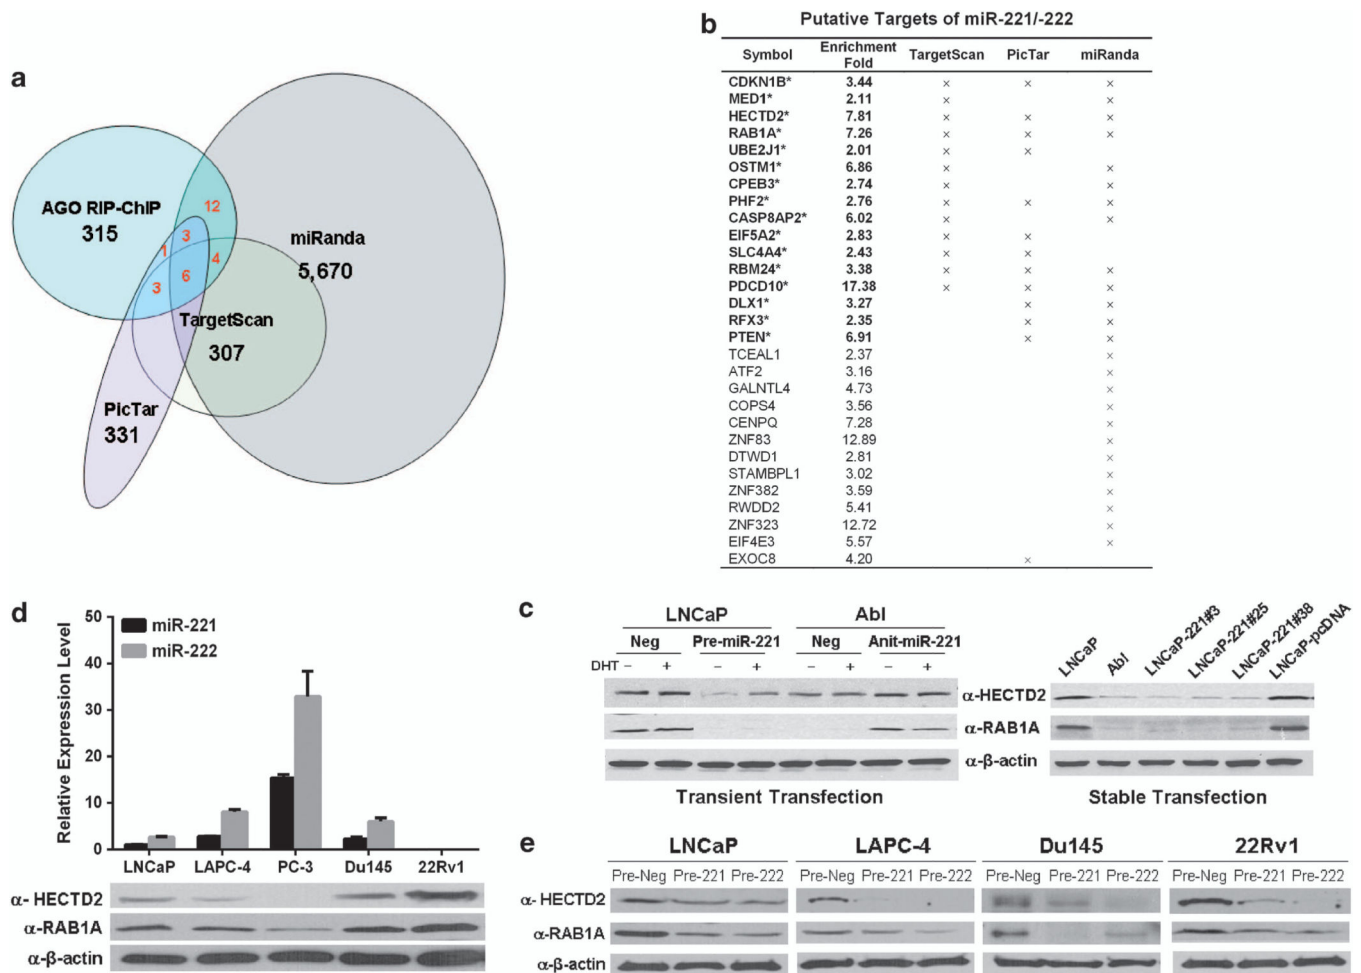 a
AGO RIP-ChIP
315
12
3
1
4
6
3
miRanda
5,670
TargetScan
307
PicTar
331
b
Putative Targets of miR-221/-222
Symbol Enrichment Fold TargetScan PicTar miRanda
CDKN1B* 3.44 × × ×
MED1* 2.11 × ×
HECTD2* 7.81 × × ×
RAB1A* 7.26 × × ×
UBE2J1* 2.01 × ×
OSTM1* 6.86 × ×
CPEB3* 2.74 × ×
PHF2* 2.76 × × ×
CASP8AP2* 6.02 × ×
EIF5A2* 2.83 × ×
SLC4A4* 2.43 × ×
RBM24* 3.38 × × ×
PDCD10* 17.38 × × ×
DLX1* 3.27 × ×
RFX3* 2.35 × ×
PTEN* 6.91 × ×
TCEAL1 2.37 ×
ATF2 3.16 ×
GALNTL4 4.73 ×
COPS4 3.56 ×
CENPQ 7.28 ×
ZNF83 12.89 ×
DTWD1 2.81 ×
STAMBPL1 3.02 ×
ZNF382 3.59 ×
RWDD2 5.41 ×
ZNF323 12.72 ×
EIF4E3 5.57 ×
EXOC8 4.20 ×
c
LNCaP Abl
Neg Pre-miR-221 Neg Anit-miR-221
DHT − + − + − + − +
LNCaP Abl LNCaP-221#3 LNCaP-221#25 LNCaP-221#38 LNCaP-pcDNA
α-HECTD2
α-RAB1A
α-β-actin
Transient Transfection
Stable Transfection
d
Relative Expression Level
50
40
30
20
10
0
miR-221
miR-222
LNCaP LAPC-4 PC-3 Du145 22Rv1
α- HECTD2
α-RAB1A
α-β-actin
e
LNCaP LAPC-4 Du145 22Rv1
Pre-Neg Pre-221 Pre-222 Pre-Neg Pre-221 Pre-222 Pre-Neg Pre-221 Pre-222 Pre-Neg Pre-221 Pre-222
α- HECTD2
α-RAB1A
α-β-actin